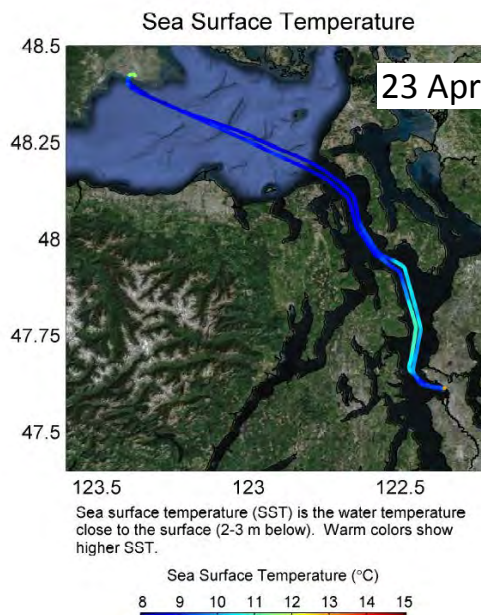 Sea Surface Temperature
23 Apr
48.5
48.25
48
47.75
47.5
123.5 123 122.5
Sea surface temperature (SST) is the water temperature
close to the surface (2-3 m below). Warm colors show
higher SST.
Sea Surface Temperature (°C)
8 9 10 11 12 13 14 15